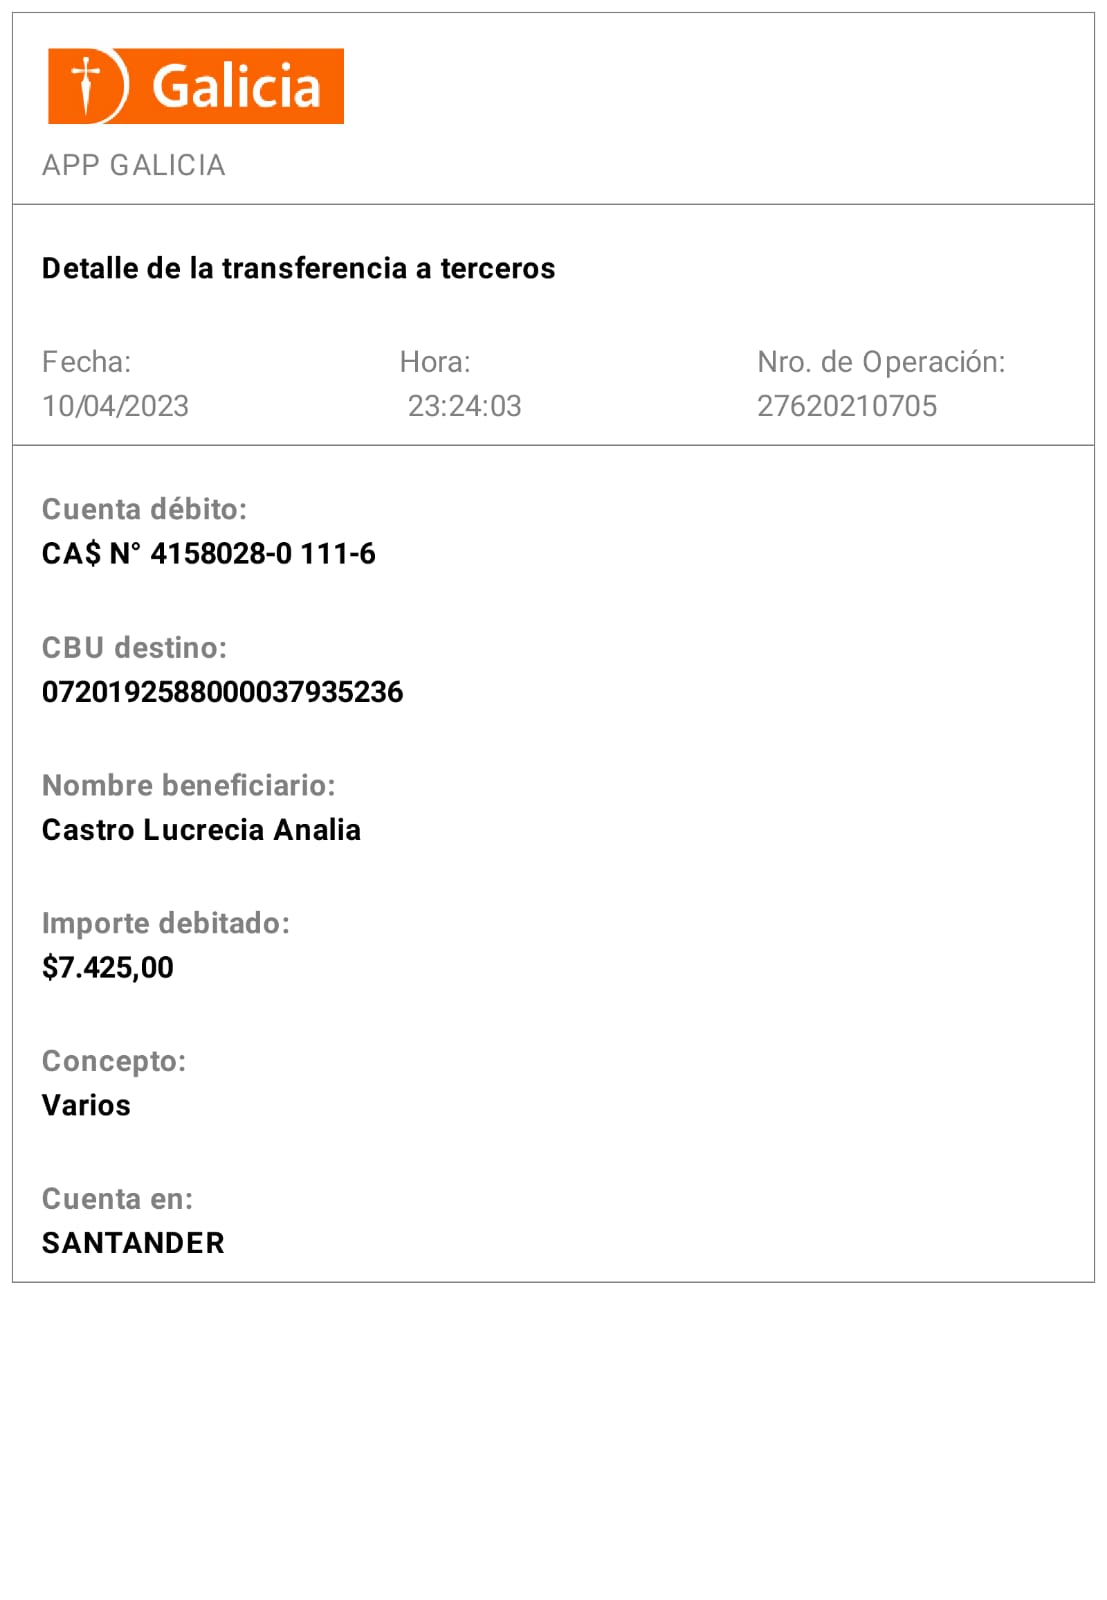 Galicia
APP GALICIA
Detalle de la transferencia a terceros
Fecha: Hora: Nro. de Operación:
10/04/2023 23:24:03 27620210705
Cuenta débito:
CA$ N° 4158028-0 111-6
CBU destino:
0720192588000037935236
Nombre beneficiario:
Castro Lucrecia Analia
Importe debitado:
$7.425,00
Concepto:
Varios
Cuenta en:
SANTANDER